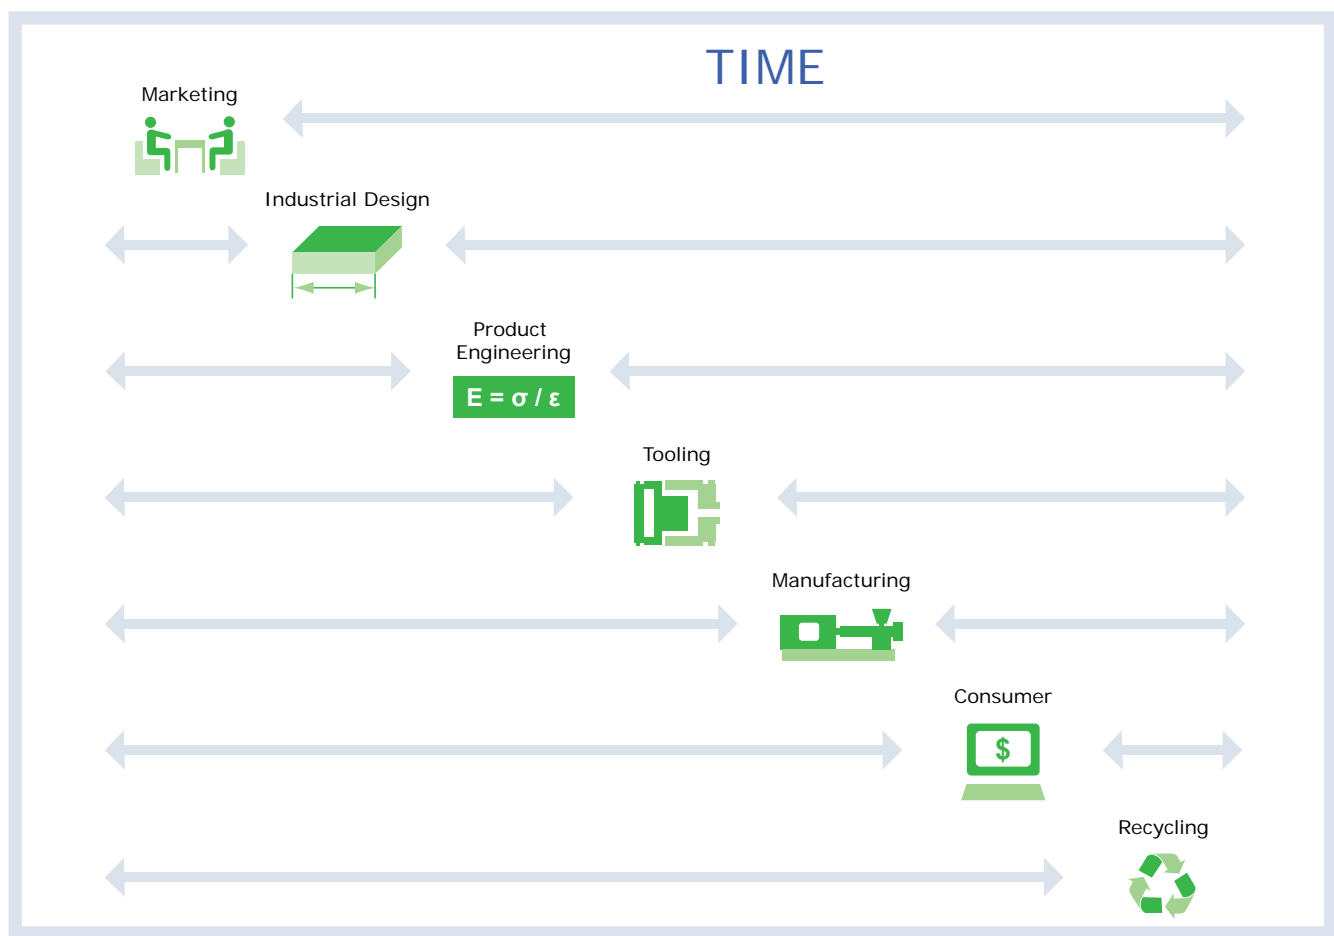 TIME
Marketing
Industrial Design
Product
Engineering
E = σ / ε
Tooling
Manufacturing
Consumer
$
Recycling